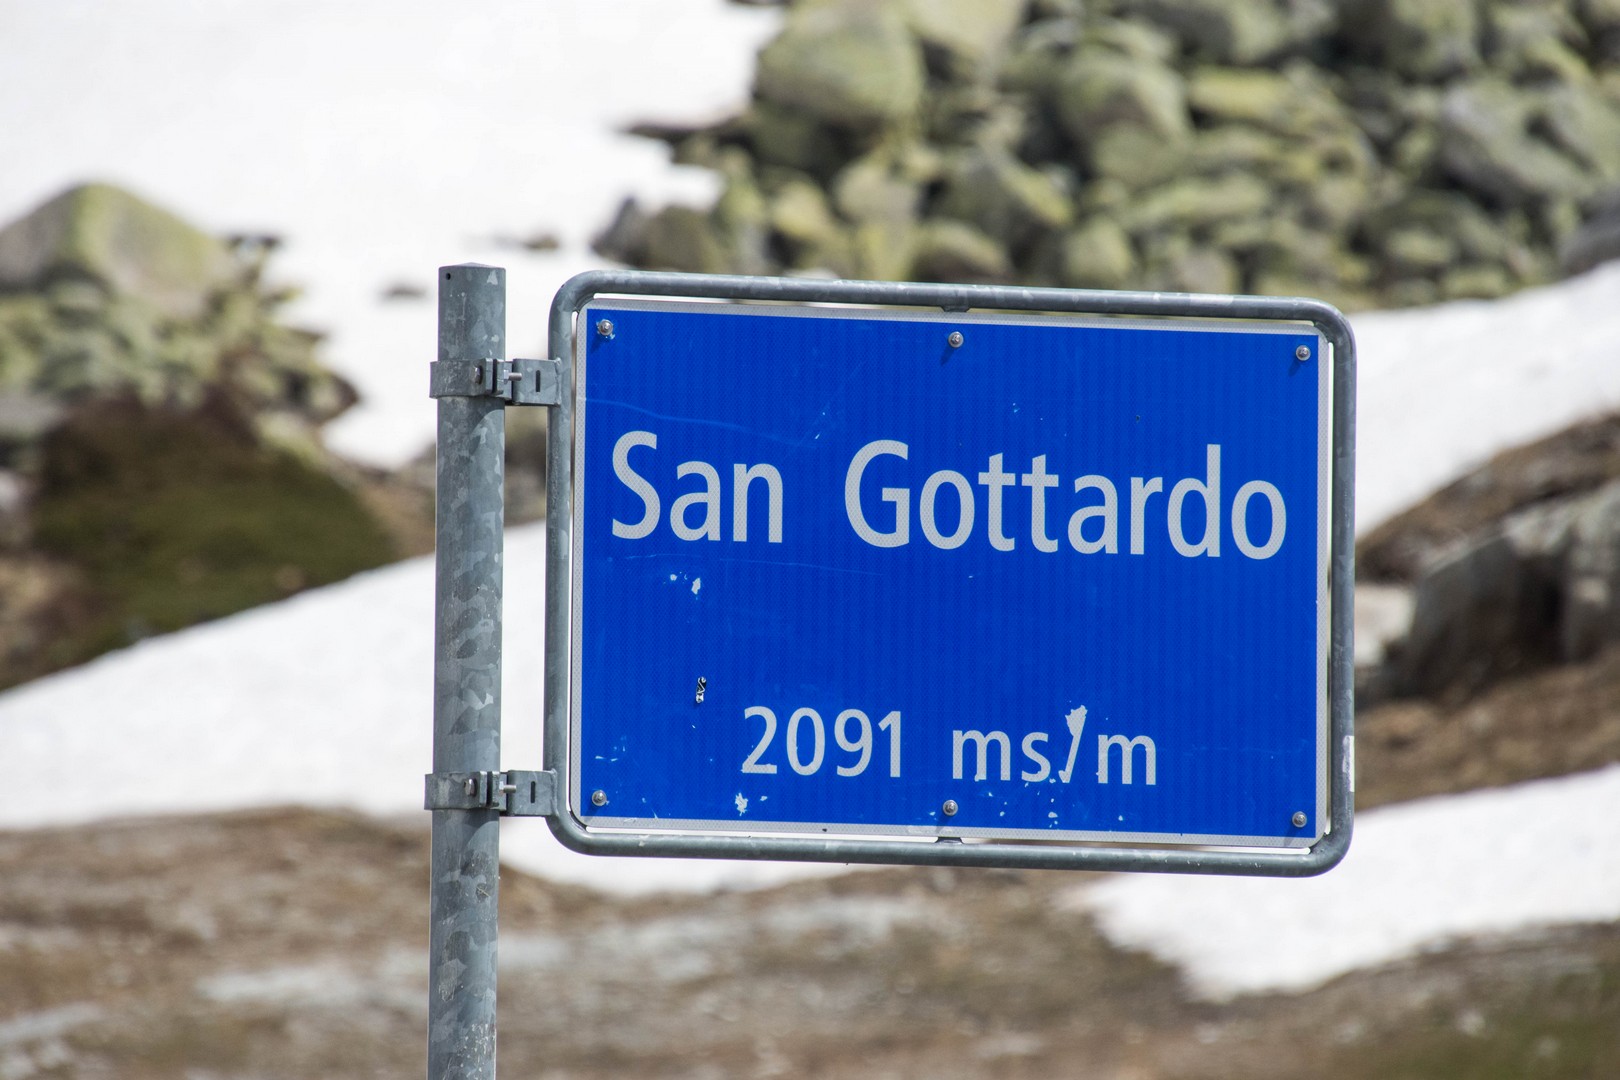 San Gottardo
2091 ms/m